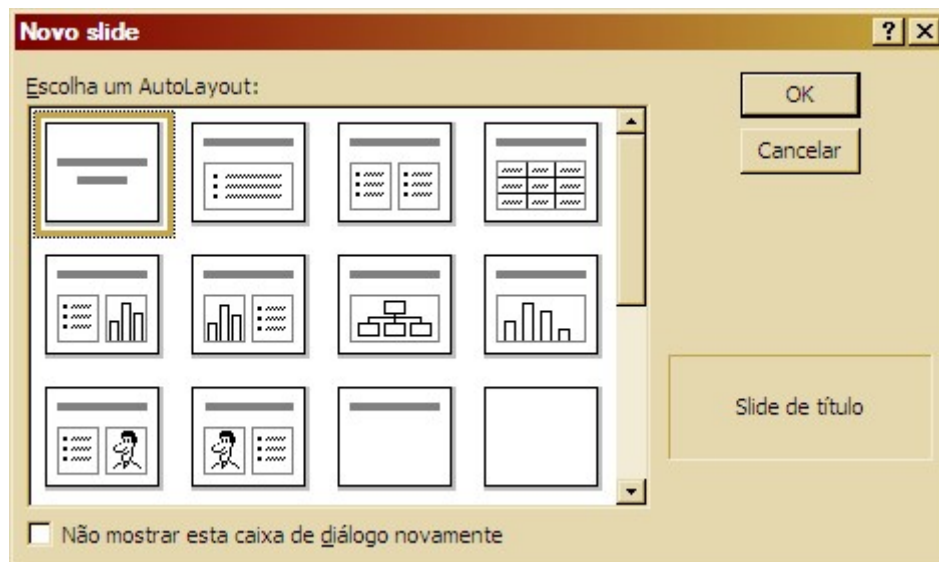 Novo slide
Escolha um AutoLayout:
OK
Cancelar
Slide de título
Não mostrar esta caixa de diálogo novamente